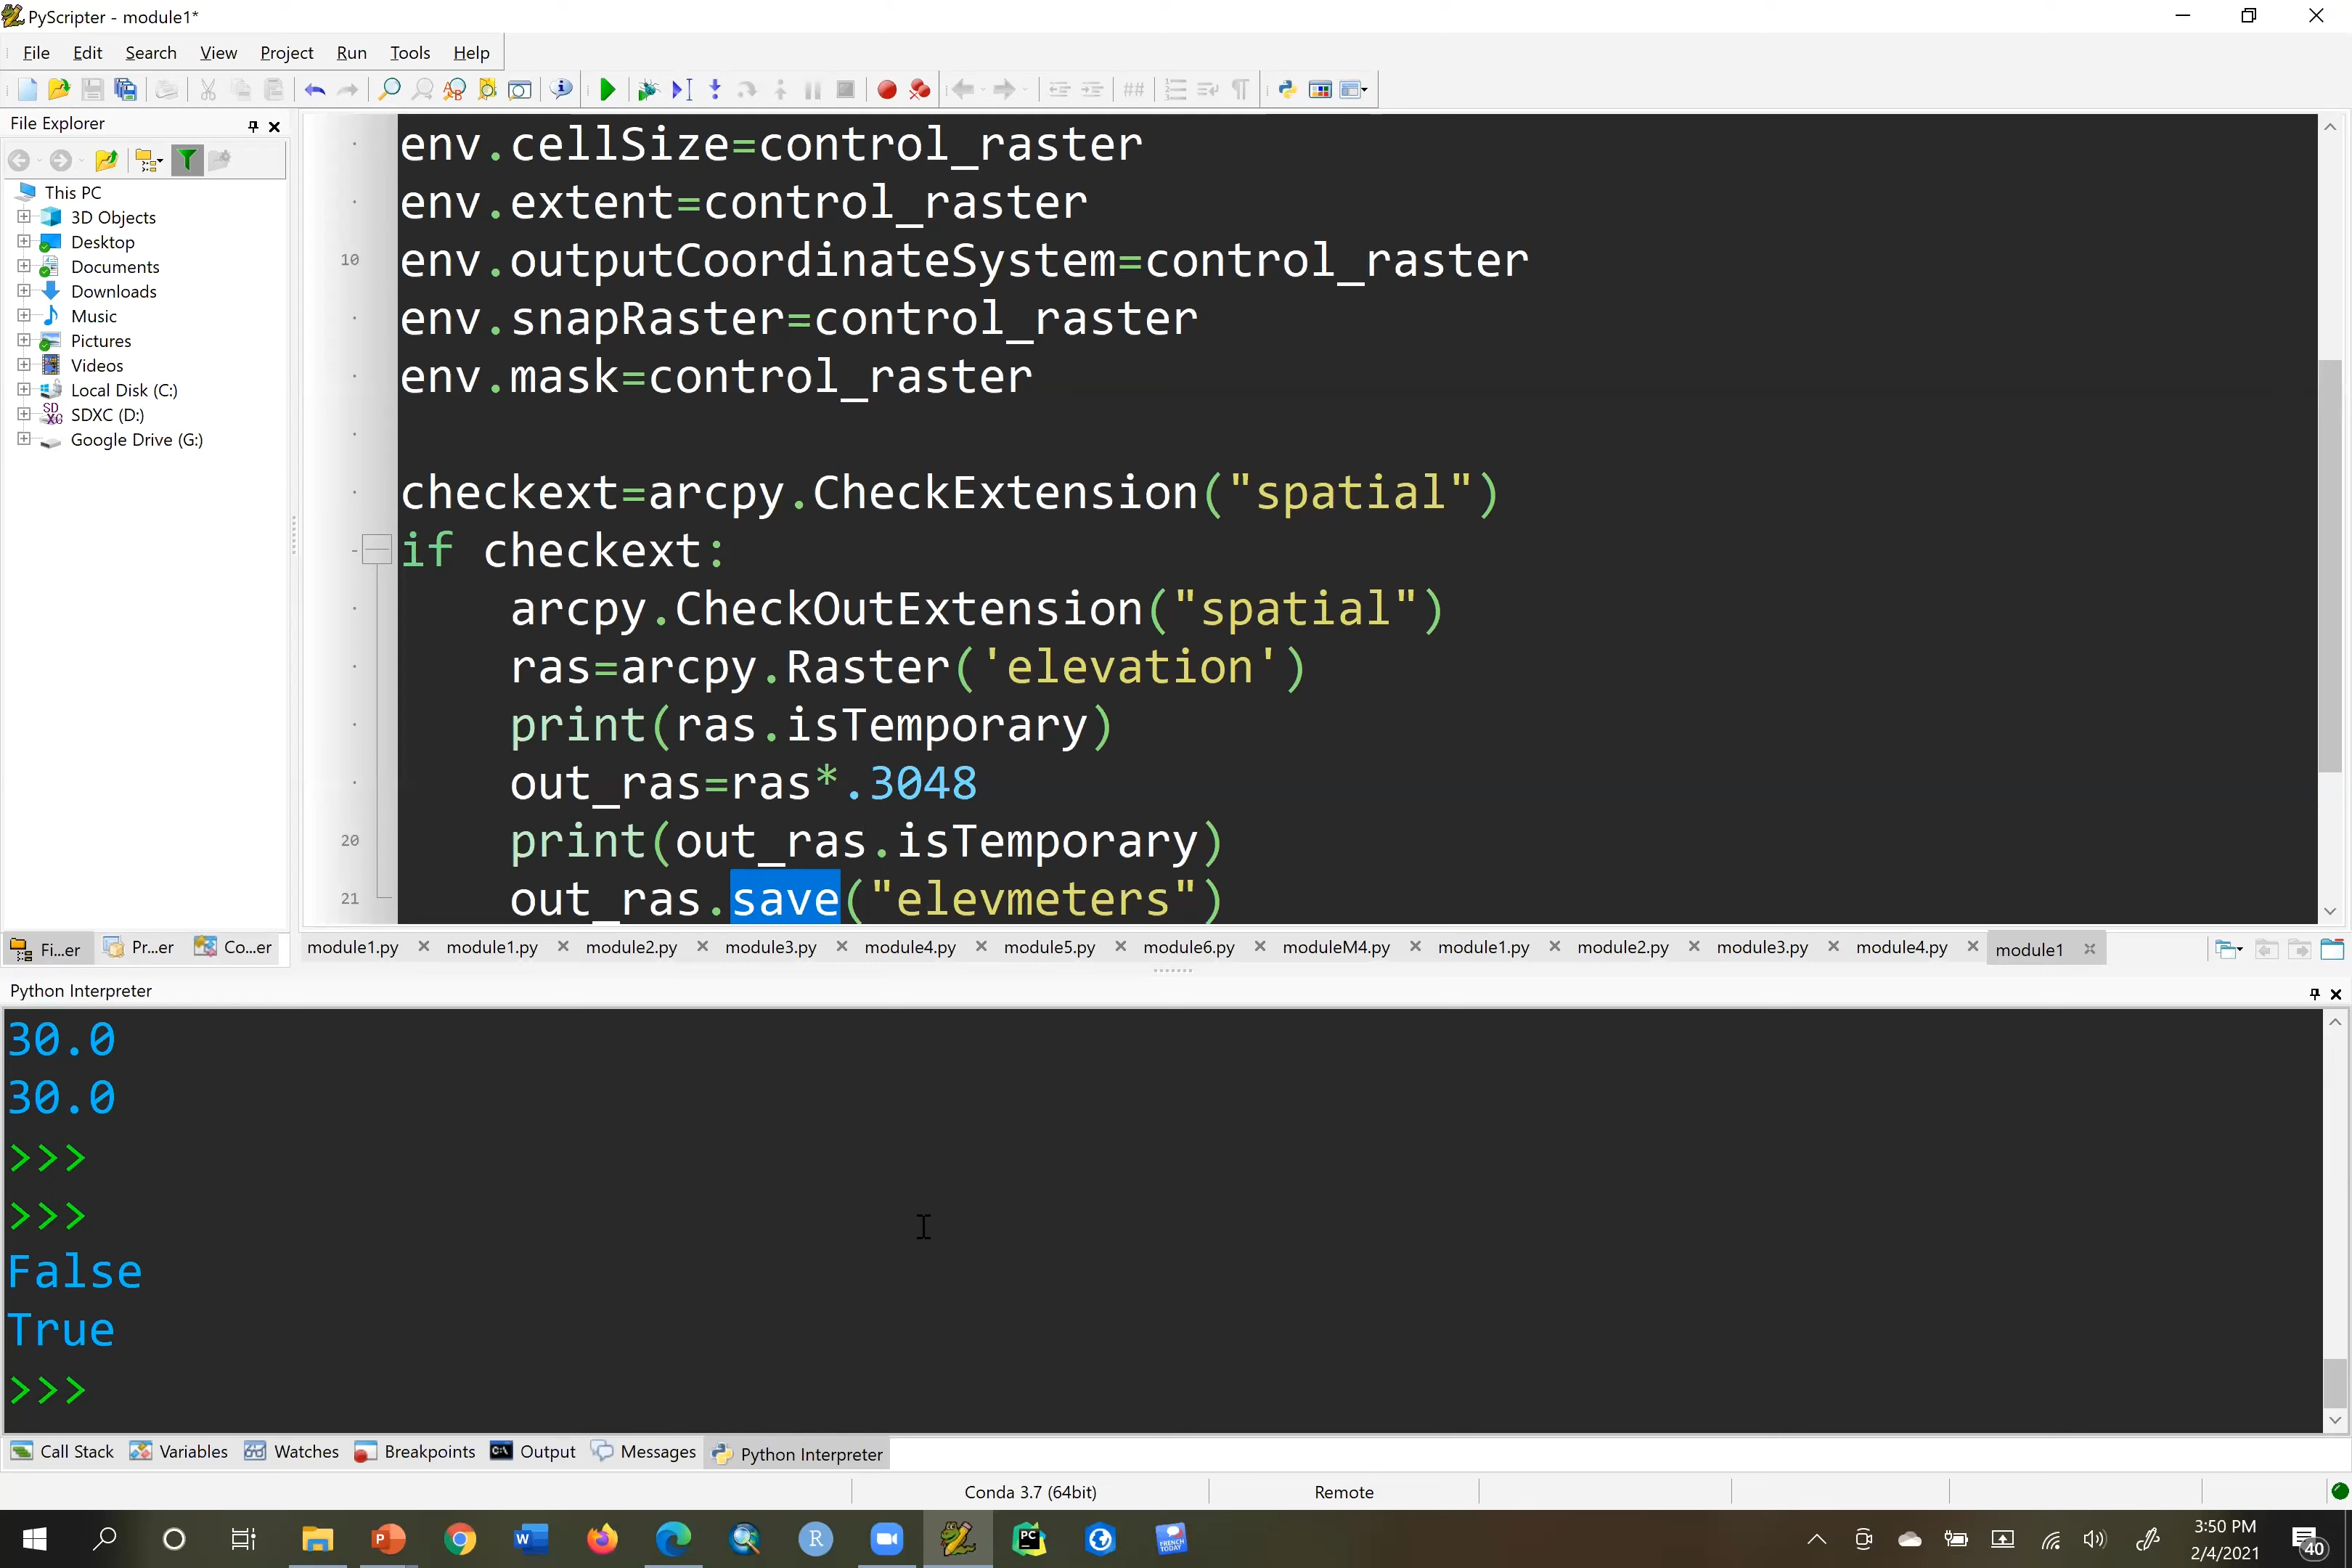 PyScripter - module1*
File Edit Search View Project Run Tools Help
File Explorer
This PC
3D Objects
Desktop
Documents
Downloads
Music
Pictures
Videos
Local Disk (C:)
SDXC (D:)
Google Drive (G:)
env.cellSize=control_raster
env.extent=control_raster
10 env.outputCoordinateSystem=control_raster
env.snapRaster=control_raster
env.mask=control_raster
checkext=arcpy.CheckExtension("spatial")
if checkext:
arcpy.CheckOutExtension("spatial")
ras=arcpy.Raster('elevation')
print(ras.isTemporary)
out_ras=ras*.3048
20 print(out_ras.isTemporary)
21 out_ras.save("elevmeters")
Fi...er Pr...er Co...er
module1.py module1.py module2.py module3.py module4.py module5.py module6.py moduleM4.py module1.py module2.py module3.py module4.py module1
Python Interpreter
30.0
30.0
>>>
>>>
False
True
>>>
Call Stack Variables Watches Breakpoints Output Messages Python Interpreter
Conda 3.7 (64bit) Remote
3:50 PM
2/4/2021
40